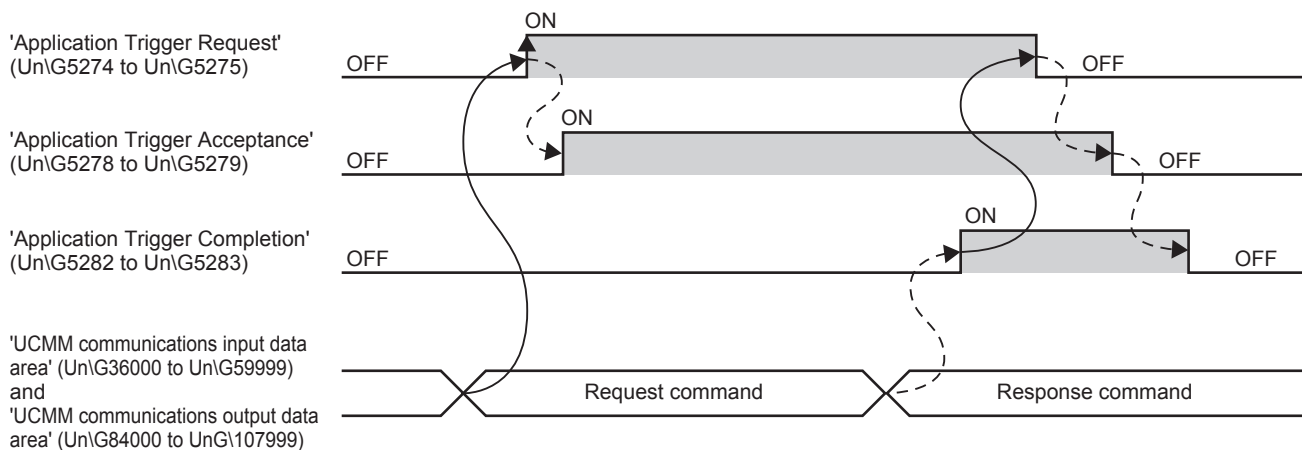 ON
'Application Trigger Request'
(Un\G5274 to Un\G5275)
OFF
OFF
ON
'Application Trigger Acceptance'
(Un\G5278 to Un\G5279)
OFF
OFF
ON
'Application Trigger Completion'
(Un\G5282 to Un\G5283)
OFF
OFF
'UCMM communications input data
area' (Un\G36000 to Un\G59999)
and
'UCMM communications output data
area' (Un\G84000 to UnG\107999)
Request command
Response command